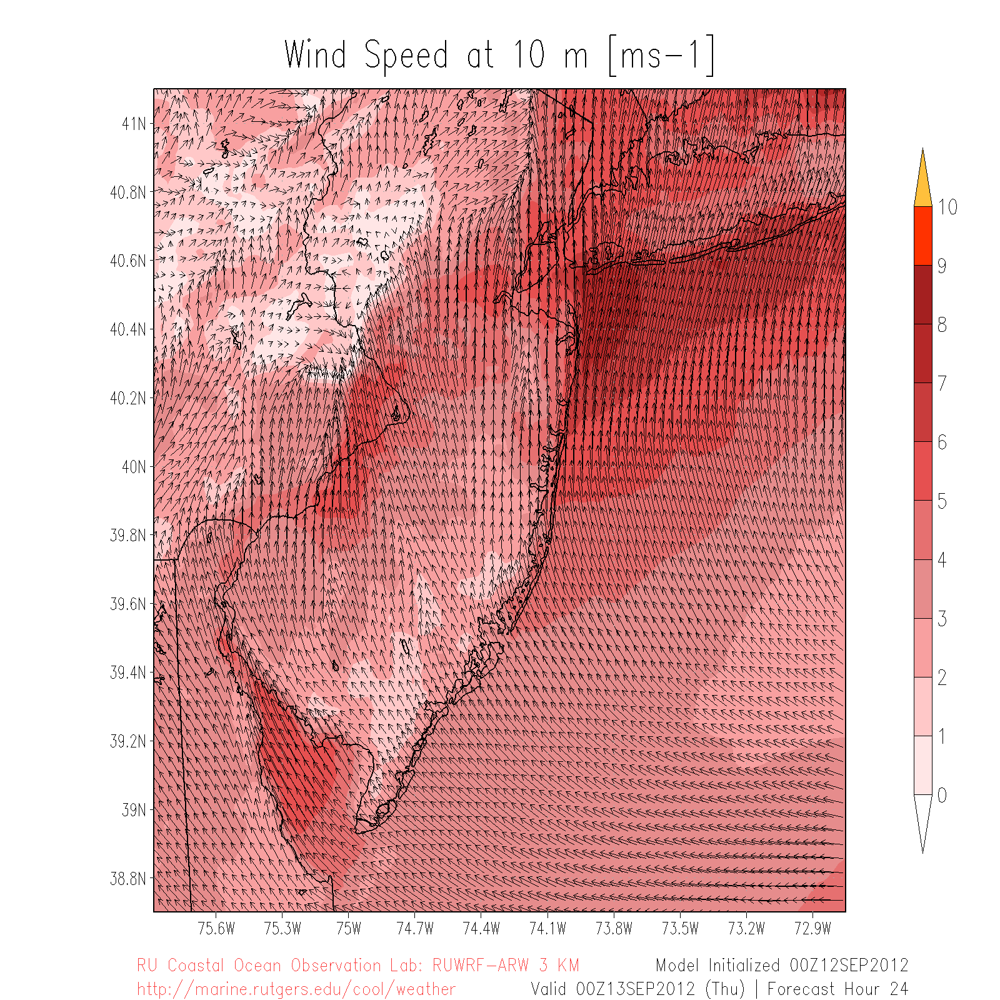 Wind Speed at 10 m [ms-1]
41N
40.8N
40.6N
40.4N
40.2N
40N
39.8N
39.6N
39.4N
39.2N
39N
38.8N
75.6W 75.3W 75W 74.7W 74.4W 74.1W 73.8W 73.5W 73.2W 72.9W
10
9
8
7
6
5
4
3
2
1
0
RU Coastal Ocean Observation Lab: RUWRF-ARW 3 KM Model Initialized 00Z12SEP2012
http://marine.rutgers.edu/cool/weather Valid 00Z13SEP2012 (Thu) | Forecast Hour 24